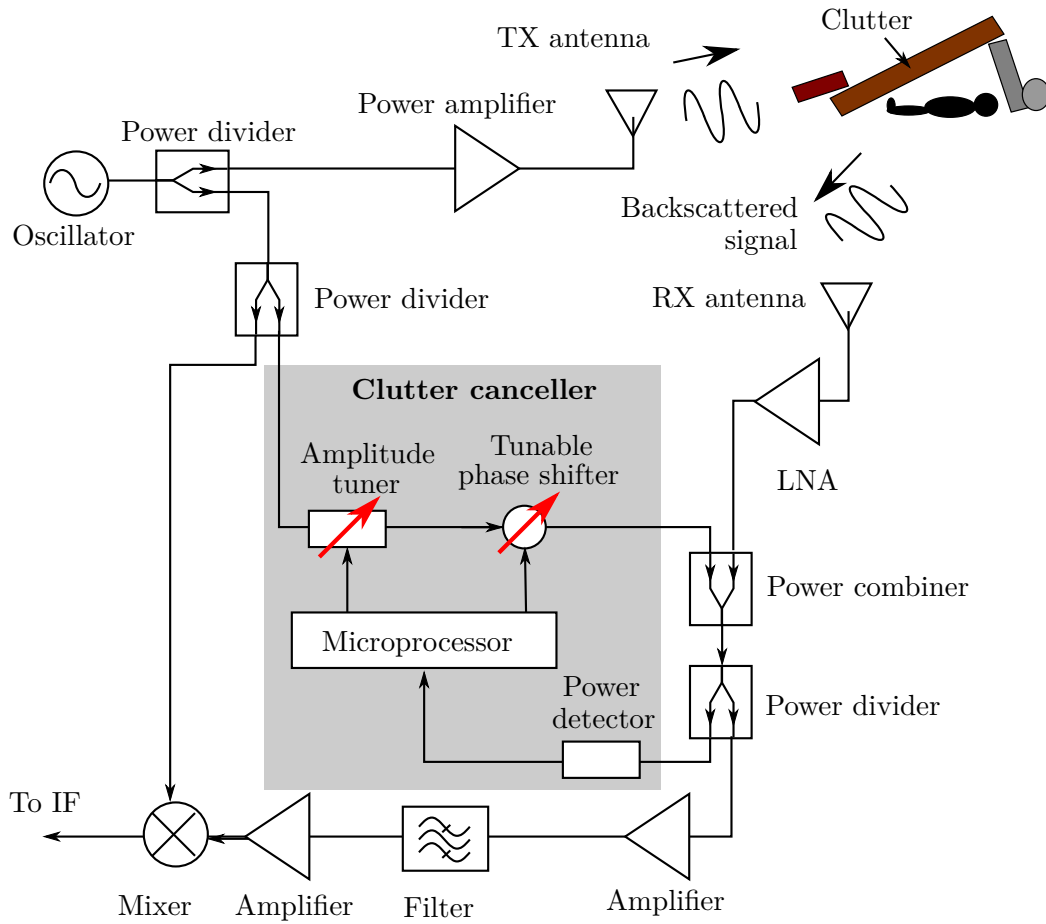 TX antenna
Clutter
Power amplifier
Power divider
Oscillator
Backscattered
signal
Power divider
RX antenna
Clutter canceller
Amplitude
tuner
Tunable
phase shifter
LNA
Power combiner
Microprocessor
Power
detector
Power divider
To IF
Mixer
Amplifier
Filter
Amplifier